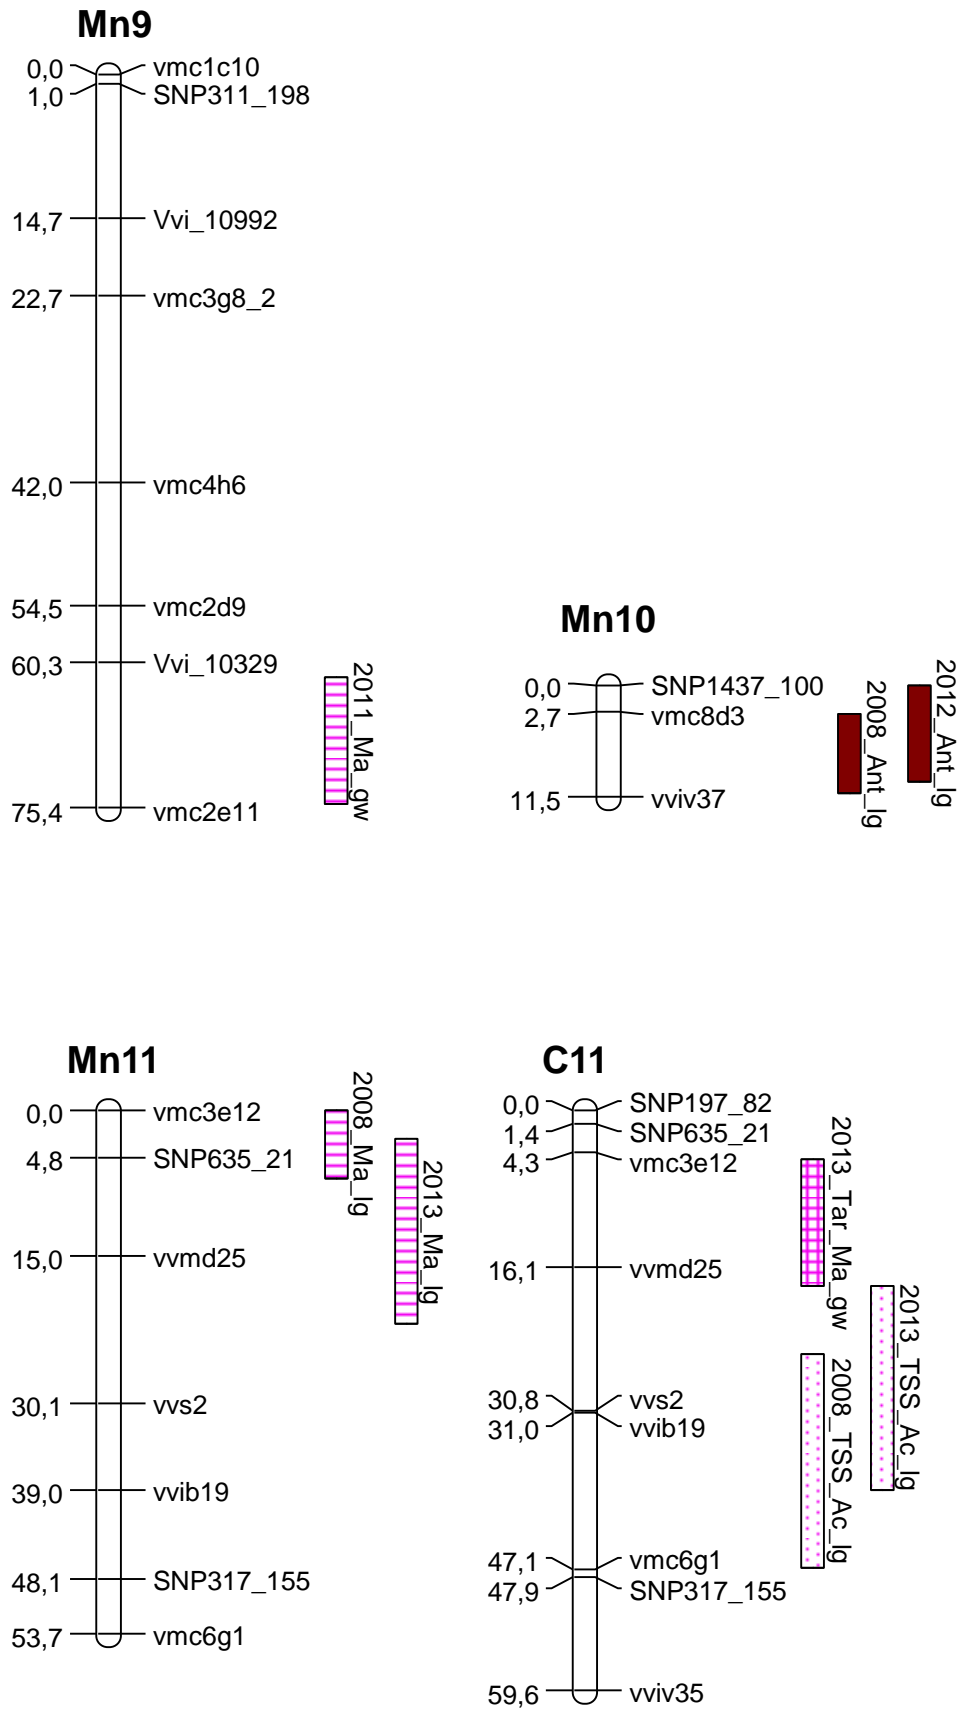 Mn9
0,0 vmc1c10
1,0 SNP311_198
14,7 Vvi_10992
22,7 vmc3g8_2
42,0 vmc4h6
54,5 vmc2d9
60,3 Vvi_10329
75,4 vmc2e11
2011_Ma_gw
Mn10
0,0 SNP1437_100
2,7 vmc8d3
11,5 vviv37
2008_Ant_lg
2012_Ant_lg
Mn11
0,0 vmc3e12
4,8 SNP635_21
15,0 vvmd25
30,1 vvs2
39,0 vvib19
48,1 SNP317_155
53,7 vmc6g1
2008_Ma_lg
2013_Ma_lg
C11
0,0 SNP197_82
1,4 SNP635_21
4,3 vmc3e12
16,1 vvmd25
30,8 vvs2
31,0 vvib19
47,1 vmc6g1
47,9 SNP317_155
59,6 vviv35
2013_Tar_Ma_gw
2008_TSS_Ac_lg
2013_TSS_Ac_lg